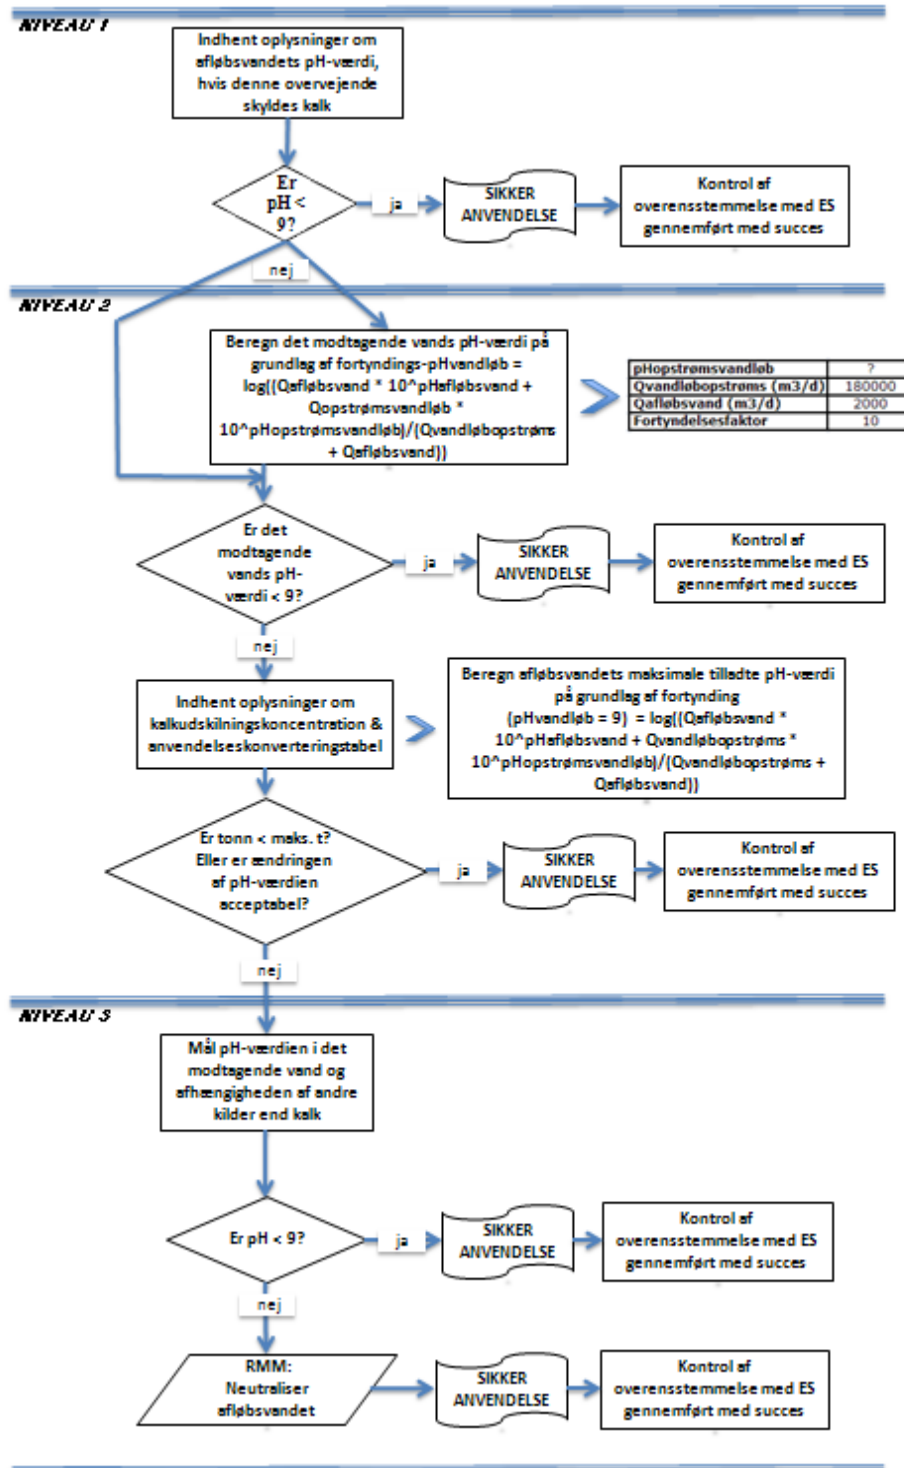 NIVEAU 1
Indhent oplysninger om
afløbsvandets pH-værdi,
hvis denne overvejende
skyldes kalk
Er
pH <
9?
ja
SIKKER
ANVENDELSE
Kontrol af
overensstemmelse med ES
gennemført med succes
nej
NIVEAU 2
Beregn det modtagende vands pH-værdi på
grundlag af fortyndings-pHvandløb =
log((Qafløbsvand * 10^pHafløbsvand +
Qopstrømsvandløb *
10^pHopstrømsvandløb)/(Qvandløbopstrøms
+ Qafløbsvand))
pHopstrømsvandløb ?
Qvandløbopstrøms (m3/d) 180000
Qafløbsvand (m3/d) 2000
Fortyndelsesfaktor 10
Er det
modtagende
vands pH-
værdi < 9?
ja
SIKKER
ANVENDELSE
Kontrol af
overensstemmelse med ES
gennemført med succes
nej
Indhent oplysninger om
kalkudskilningskoncentration &
anvendelseskonverteringstabel
Beregn afløbsvandets maksimale tilladte pH-værdi
på grundlag af fortynding
(pHvandløb = 9) = log((Qafløbsvand *
10^pHafløbsvand + Qvandløbopstrøms *
10^pHopstrømsvandløb)/(Qvandløbopstrøms +
Qafløbsvand))
Er tonn < maks. t?
Eller er ændringen
af pH-værdien
acceptabel?
ja
SIKKER
ANVENDELSE
Kontrol af
overensstemmelse med ES
gennemført med succes
nej
NIVEAU 3
Mål pH-værdien i det
modtagende vand og
afhængigheden af andre
kilder end kalk
Er pH < 9?
ja
SIKKER
ANVENDELSE
Kontrol af
overensstemmelse med ES
gennemført med succes
nej
RMM:
Neutraliser
afløbsvandet
SIKKER
ANVENDELSE
Kontrol af
overensstemmelse med ES
gennemført med succes